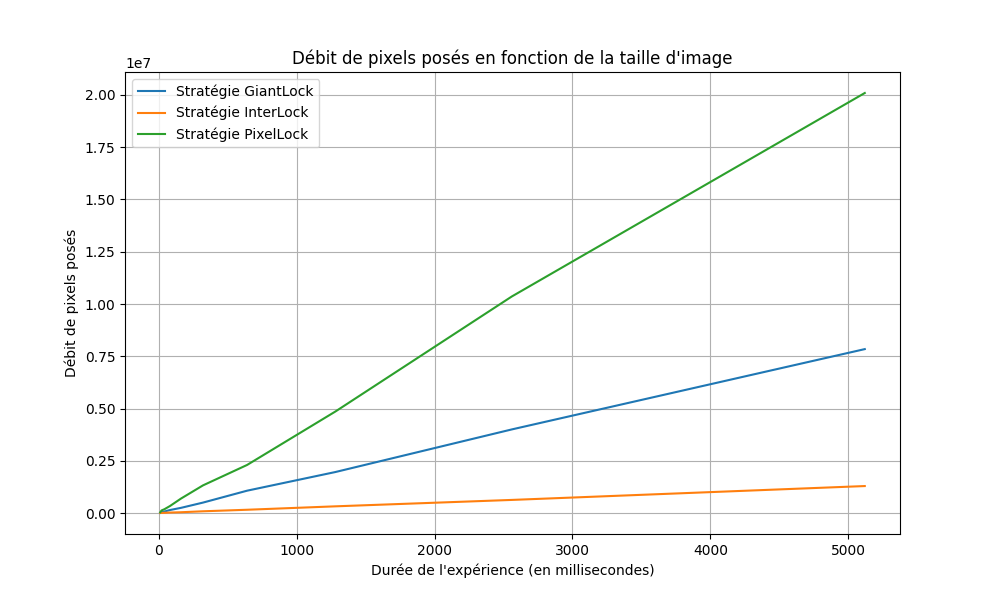 Débit de pixels posés en fonction de la taille d'image
1e7
Stratégie GiantLock
Stratégie InterLock
Stratégie PixelLock
2.00
1.75
1.50
1.25
1.00
0.75
0.50
0.25
0.00
Débit de pixels posés
0 1000 2000 3000 4000 5000
Durée de l'expérience (en millisecondes)